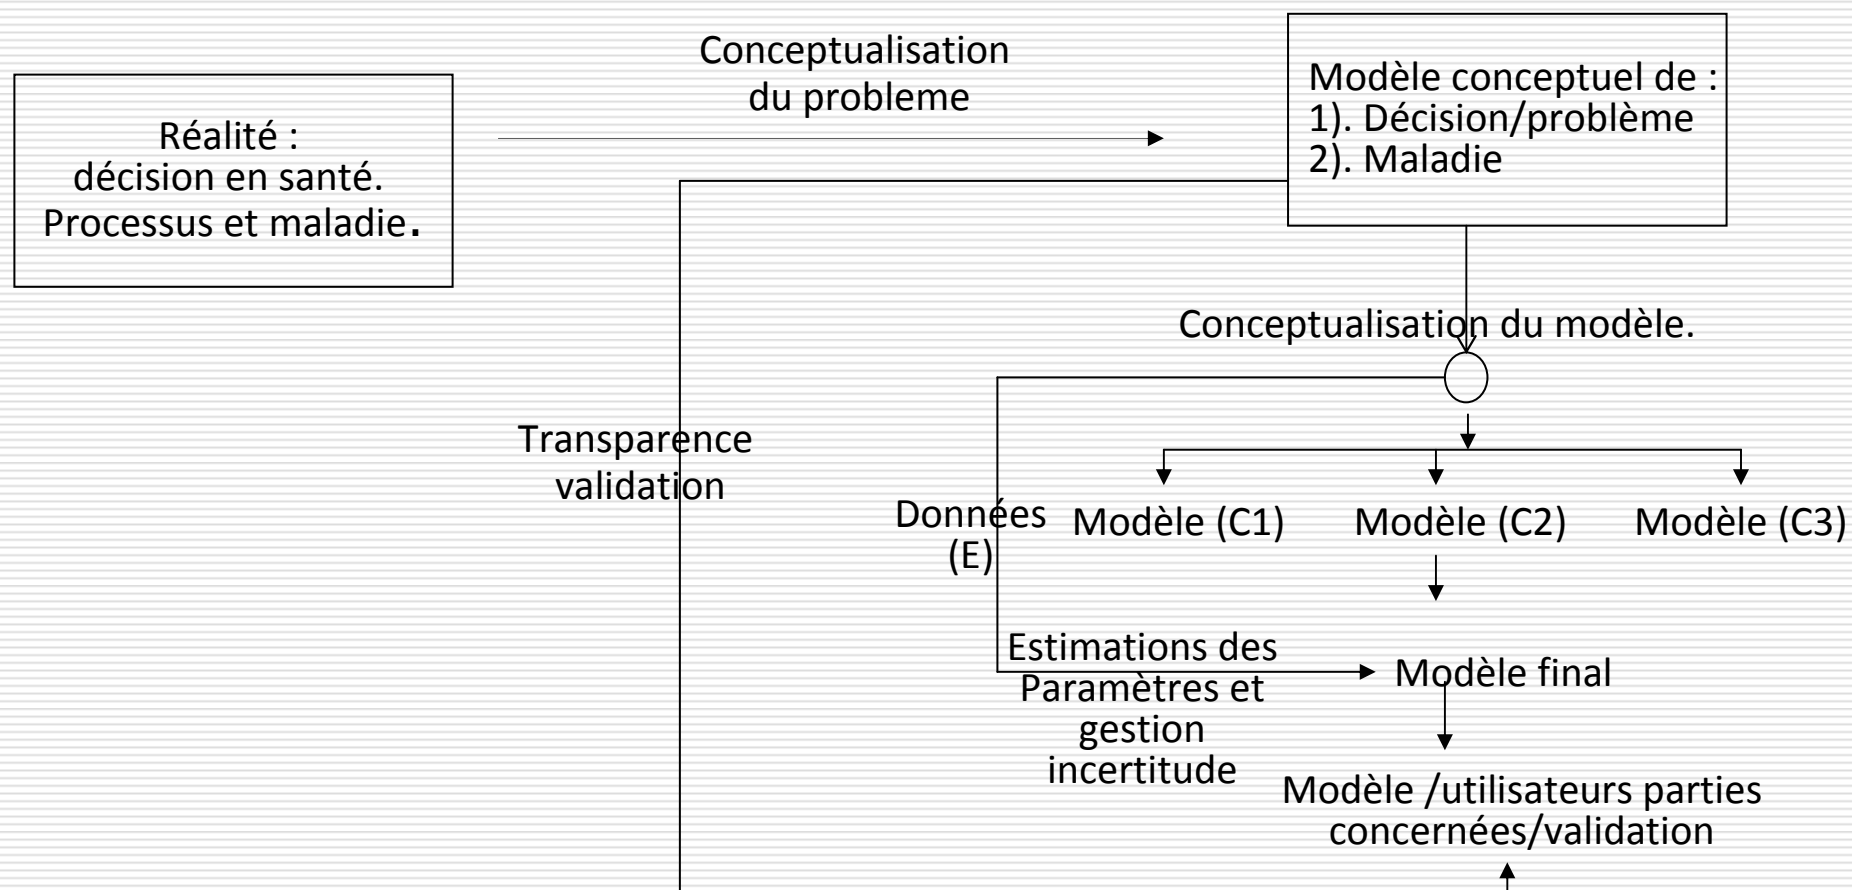 Conceptualisation
du probleme
Réalité :
décision en santé.
Processus et maladie.
Modèle conceptuel de :
1). Décision/problème
2). Maladie
Conceptualisation du modèle.
Transparence
validation
Données
(E)
Modèle (C1)
Modèle (C2)
Modèle (C3)
Estimations des
Paramètres et
gestion
incertitude
Modèle final
Modèle /utilisateurs parties
concernées/validation